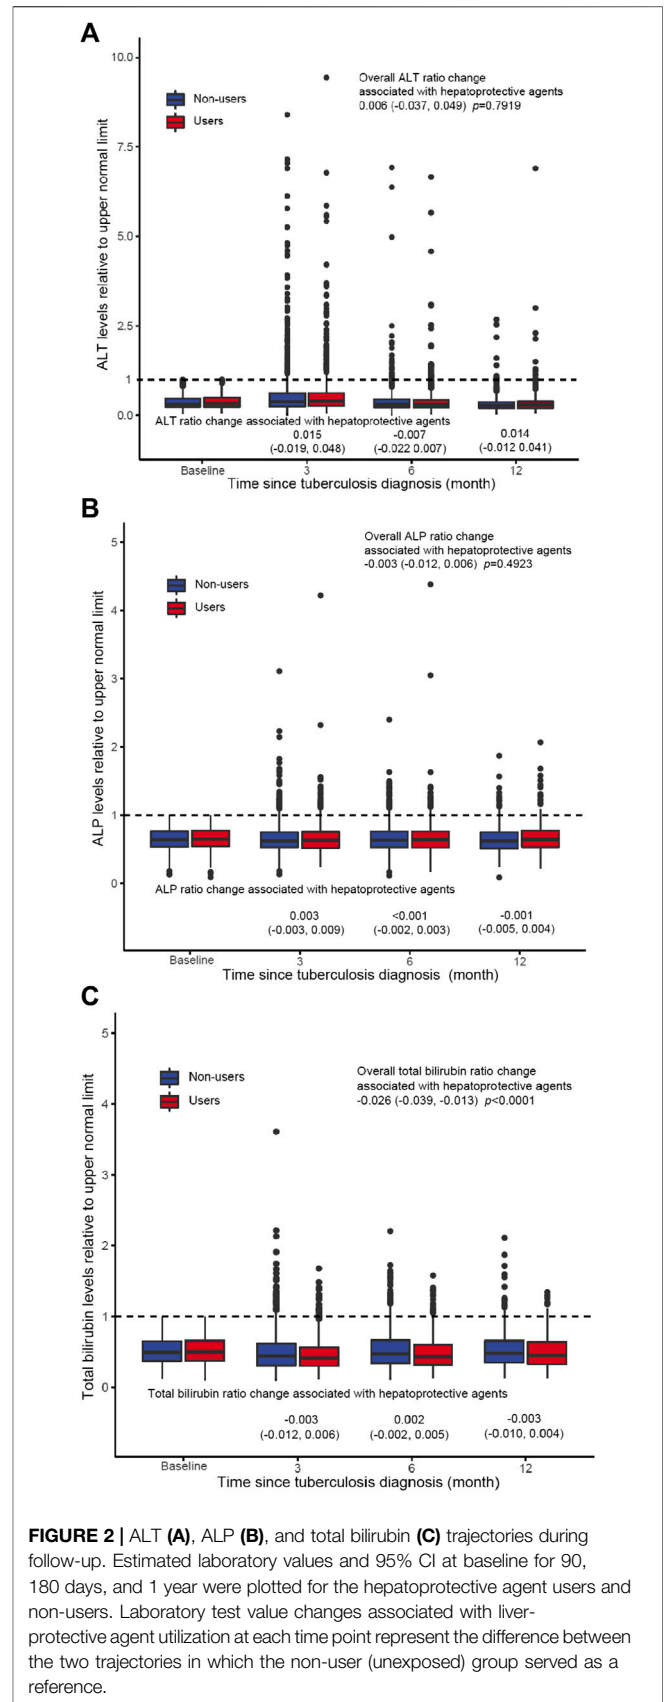 A
10.0
7.5
5.0
2.5
1
0.0
ALT levels relative to upper normal limit
Non-users
Users
Overall ALT ratio change
associated with hepatoprotective agents
0.006 (-0.037, 0.049) p=0.7919
ALT ratio change associated with hepatoprotective agents
0.015 -0.007 0.014
(-0.019, 0.048) (-0.022 0.007) (-0.012 0.041)
Baseline 3 6 12
Time since tuberculosis diagnosis (month)
B
5
4
3
2
1
0
ALP levels relative to upper normal limit
Non-users
Users
Overall ALP ratio change
associated with hepatoprotective agents
-0.003 (-0.012, 0.006) p=0.4923
ALP ratio change associated with hepatoprotective agents
0.003 <0.001 -0.001
(-0.003, 0.009) (-0.002, 0.003) (-0.005, 0.004)
Baseline 3 6 12
Time since tuberculosis diagnosis (month)
C
5
4
3
2
1
0
Total bilirubin levels relative to upper normal limit
Non-users
Users
Overall total bilirubin ratio change
associated with hepatoprotective agents
-0.026 (-0.039, -0.013) p<0.0001
Total bilirubin ratio change associated with hepatoprotective agents
-0.003 0.002 -0.003
(-0.012, 0.006) (-0.002, 0.005) (-0.010, 0.004)
Baseline 3 6 12
Time since tuberculosis diagnosis (month)
FIGURE 2 | ALT (A), ALP (B), and total bilirubin (C) trajectories during
follow-up. Estimated laboratory values and 95% CI at baseline for 90,
180 days, and 1 year were plotted for the hepatoprotective agent users and
non-users. Laboratory test value changes associated with liver-
protective agent utilization at each time point represent the difference between
the two trajectories in which the non-user (unexposed) group served as a
reference.